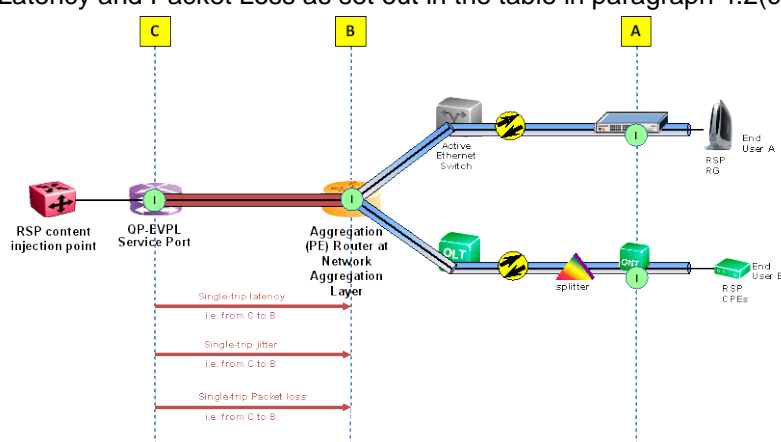 Latency and Packet Loss as set out in the table in paragraph 4.2(
C
B
A
Active
Ethernet
Switch
I
End
User A
RSP
RG
I
I
RSP content
injection point
QP-EVPL
Service Port
Aggregation
(PE) Router at
Network
Aggregation
Layer
OLT
ONT
I
splitter
End
User B
RSP
CPEs
Single-trip latency
i.e. from C to B
Single-trip jitter
i.e. from C to B
Single-trip Packet loss
i.e. from C to B